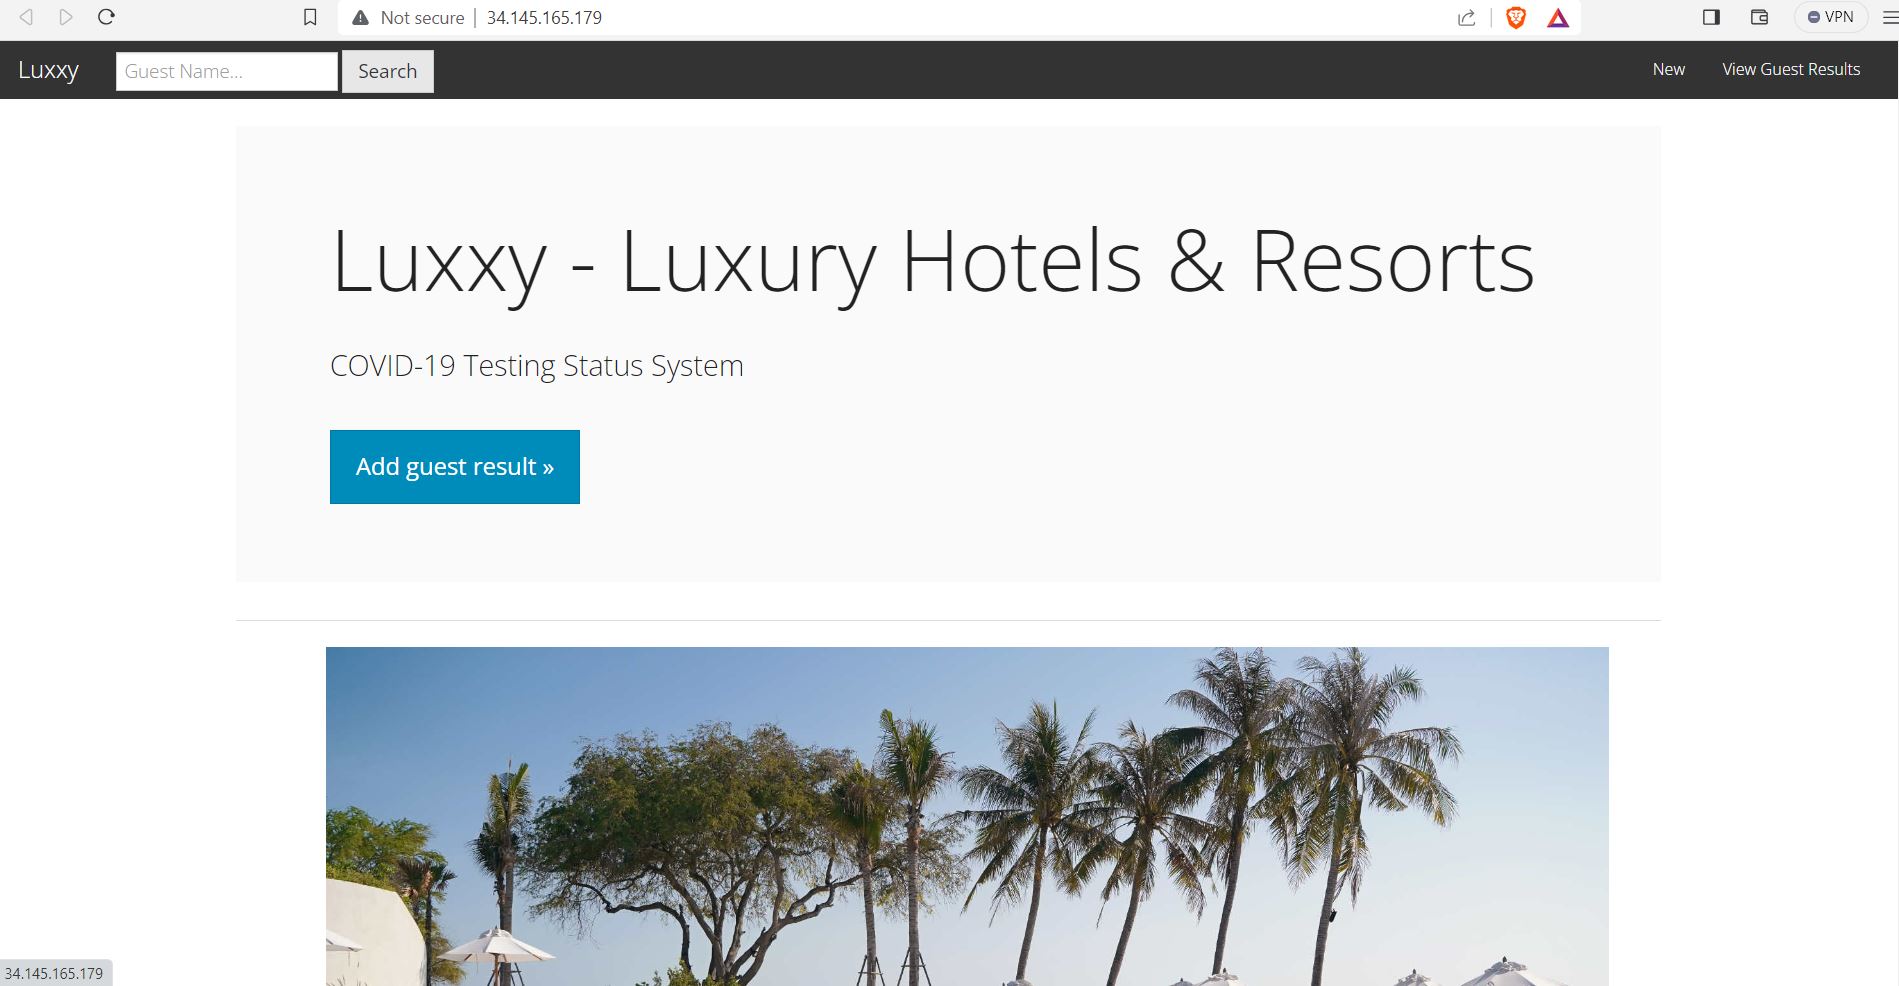 Not secure 34.145.165.179
VPN
Luxxy
Guest Name...
Search
New
View Guest Results
Luxxy - Luxury Hotels & Resorts
COVID-19 Testing Status System
Add guest result »
34.145.165.179